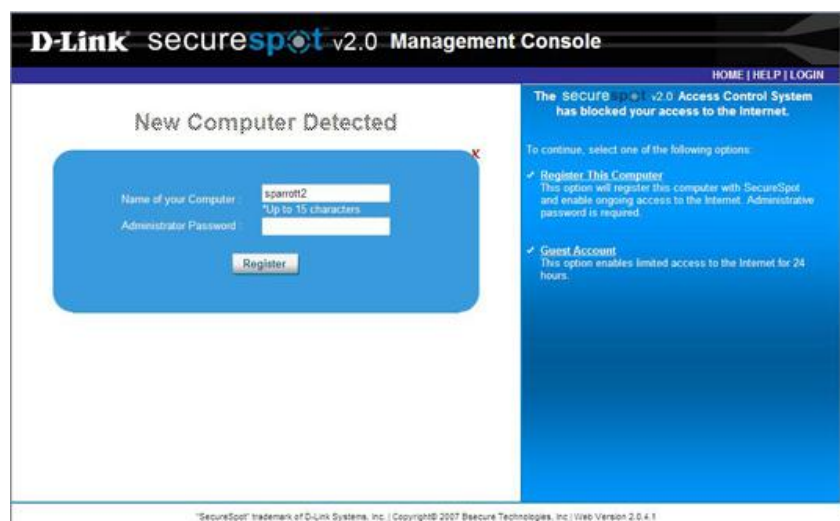 D-Link securespot v2.0 Management Console
HOME | HELP | LOGIN
New Computer Detected
x
Name of your Computer :
sparrott2
*Up to 15 characters
Administrator Password :
Register
The securespot v2.0 Access Control System
has blocked your access to the Internet.
To continue, select one of the following options:
Register This Computer
This option will register this computer with SecureSpot
and enable ongoing access to the Internet. Administrative
password is required.
Guest Account
This option enables limited access to the Internet for 24
hours.
"SecureSpot" trademark of D-Link Systems, Inc. | Copyright© 2007 Bsecure Technologies, Inc | Web Version 2.0.4.1